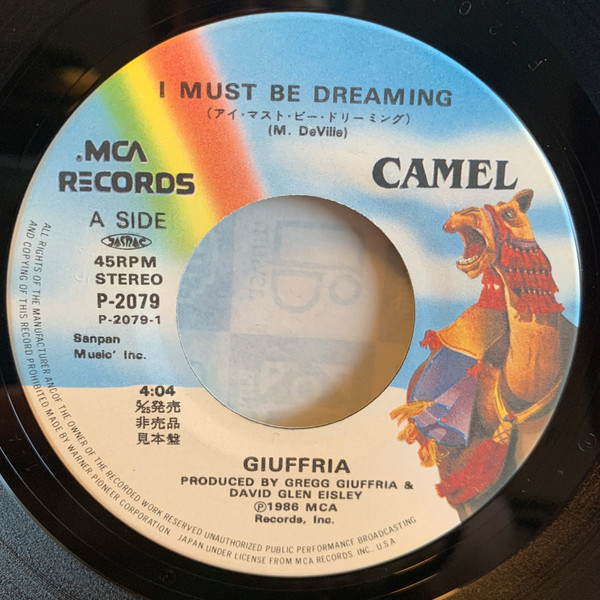 I MUST BE DREAMING
(アイ・マスト・ビー・ドリーミング)
(M. DeVille)
MCA
RECORDS
CAMEL
A SIDE
JASRAC
45RPM
STEREO
P-2079
P-2079-1
Sanpan
Music' Inc.
4:04
5/25発売
非売品
見本盤
GIUFFRIA
PRODUCED BY GREGG GIUFFRIA &
DAVID GLEN EISLEY
Ⓟ1986 MCA
Records, Inc.
ALL RIGHTS OF THE MANUFACTURER AND OF THE OWNER OF THE RECORDED WORK RESERVED UNAUTHORIZED PUBLIC PERFORMANCE BROADCASTING
AND COPYING OF THIS RECORD PROHIBITED MADE BY WARNER-PIONEER CORPORATION JAPAN.UNDER LICENSE FROM MCA RECORDS INC. U.S.A